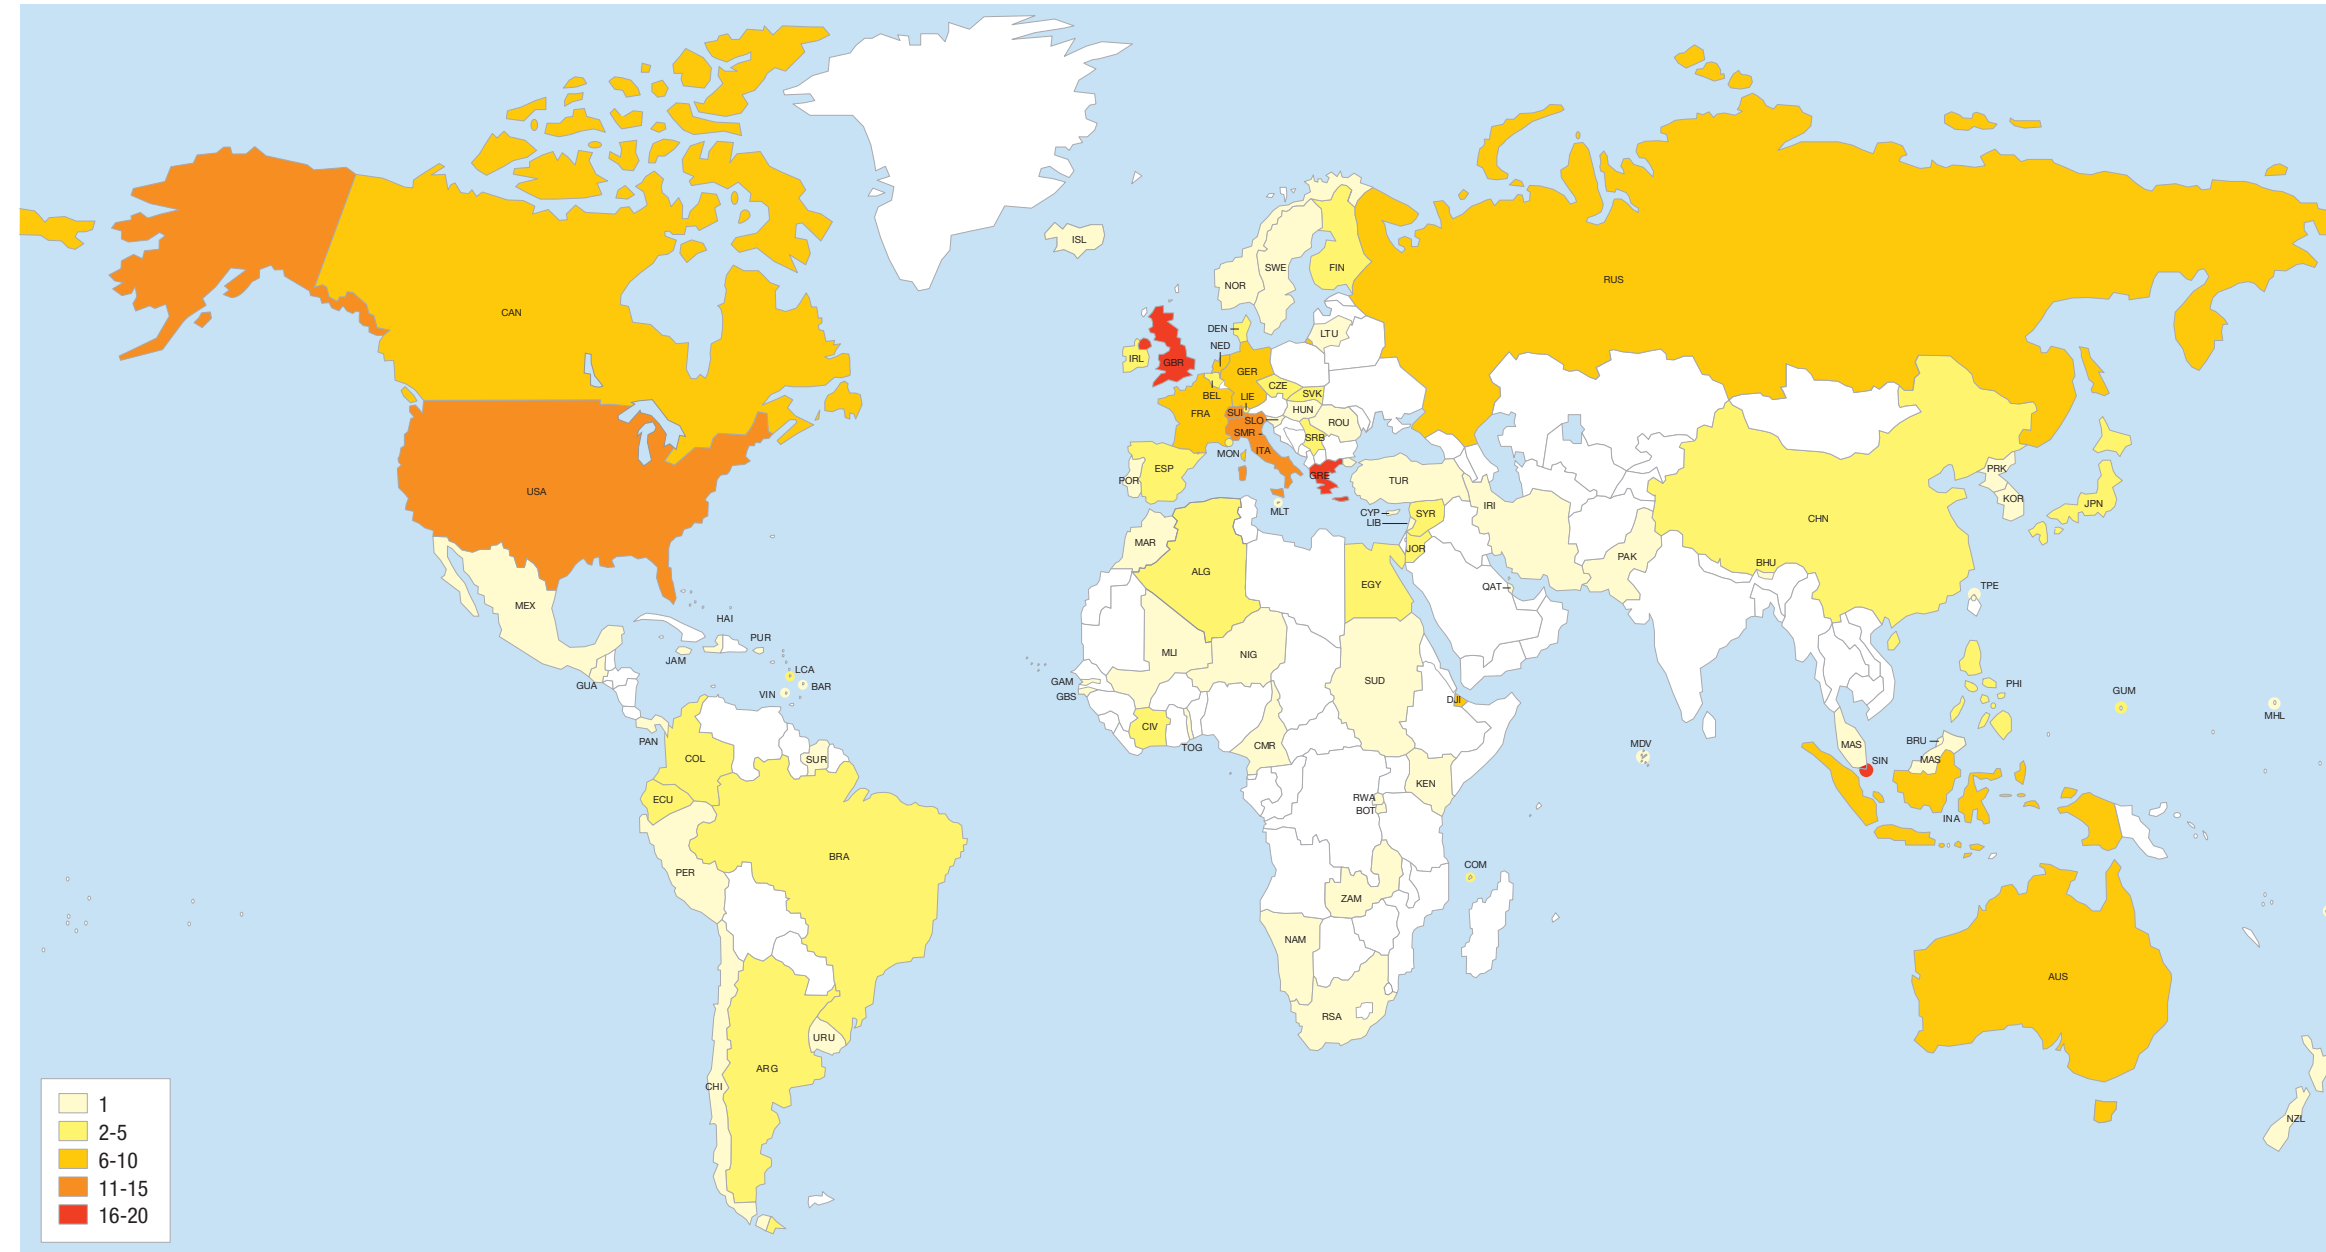 ISL
SWE
FIN
NOR
RUS
CAN
DEN
LTU
NED
IRL
GBR
GER
CZE
BEL
LIE
SVK
FRA
SUI
HUN
SLO
ROU
SMR
SRB
MON
ITA
ESP
POR
GRE
TUR
PRK
KOR
JPN
USA
MLT
CYP
LIB
SYR
IRI
CHN
MAR
JOR
PAK
BHU
ALG
EGY
QAT
TPE
MEX
HAI
PUR
JAM
LCA
GUA
VIN
BAR
MLI
NIG
GAM
GBS
SUD
DJI
PHI
GUM
MHL
PAN
CIV
TOG
CMR
MDV
MAS
BRU
SIN
MAS
COL
SUR
ECU
KEN
RWA
BOT
INA
BRA
PER
COM
ZAM
NAM
AUS
RSA
URU
ARG
CHI
NZL
1
2-5
6-10
11-15
16-20